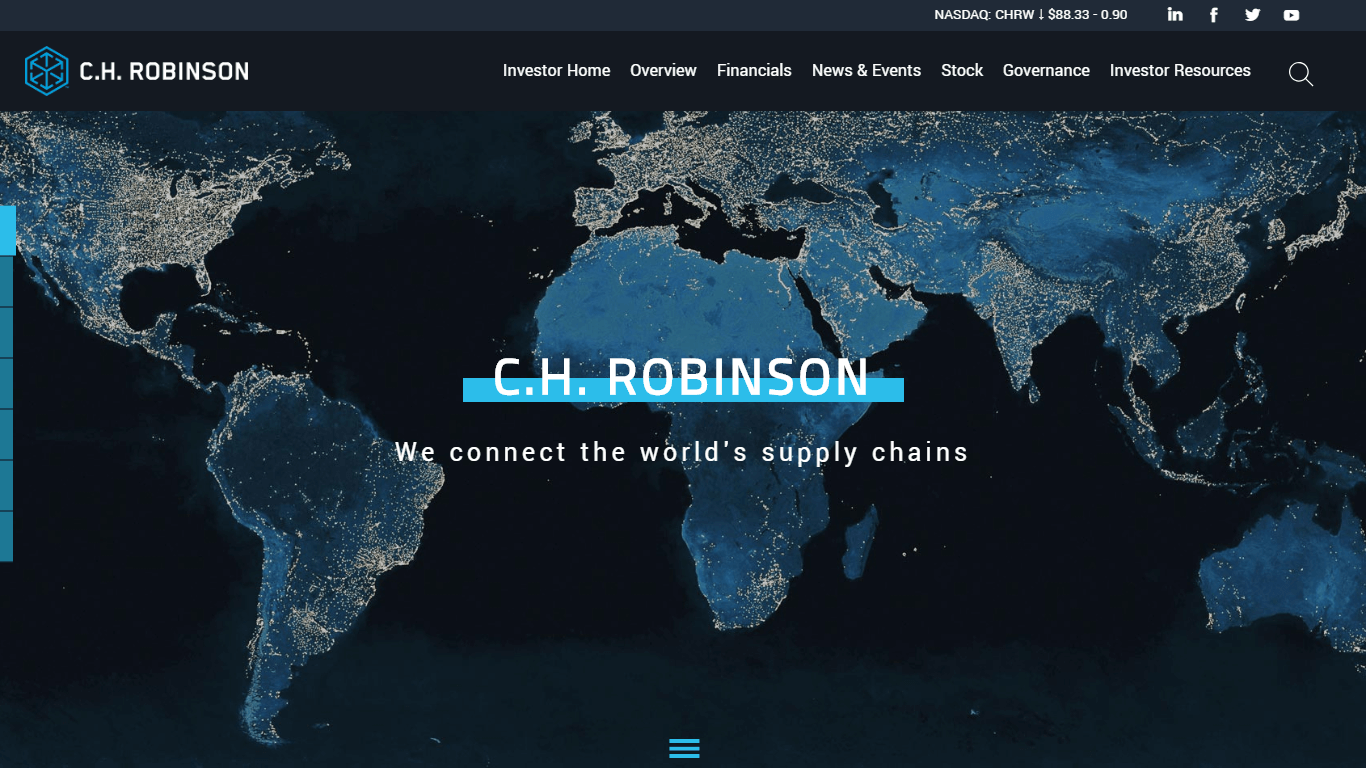 NASDAQ: CHRW ↓ $88.33 - 0.90
C.H. ROBINSON
Investor Home Overview Financials News & Events Stock Governance Investor Resources
C.H. ROBINSON
We connect the world's supply chains